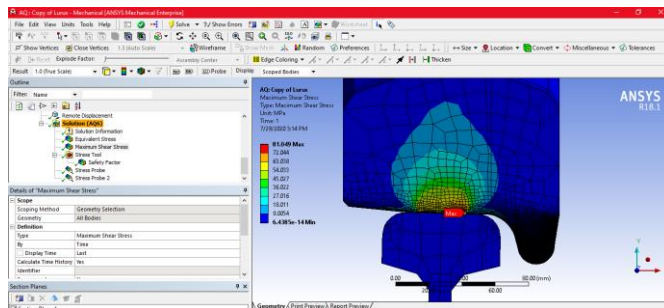 AQ: Copy of Lurus - Mechanical [ANSYS Mechanical Enterprise]
File Edit View Units Tools Help
Solve ▾ ?/ Show Errors
Worksheet
Show Vertices Close Vertices 1.3 (Auto Scale) Wireframe Show Mesh Random Preferences
Size ▾ Location ▾ Convert ▾ Miscellaneous ▾ Tolerances
Reset Explode Factor: Assembly Center Edge Coloring ▾ Thicken
Result 1.0 (True Scale) Probe Display Scoped Bodies
Outline
Filter: Name
Remote Displacement
Solution (AQ6)
Solution Information
Equivalent Stress
Maximum Shear Stress
Stress Tool
Safety Factor
Stress Probe
Stress Probe 2
Details of "Maximum Shear Stress"
Scope
Scoping Method Geometry Selection
Geometry All Bodies
Definition
Type Maximum Shear Stress
By Time
Display Time Last
Calculate Time History Yes
Identifier
Section Planes
AQ: Copy of Lurus
Maximum Shear Stress
Type: Maximum Shear Stress
Unit: MPa
Time: 1
7/29/2020 5:14 PM
81.049 Max
72.044
63.038
54.033
45.027
36.022
27.016
18.011
9.0054
6.4385e-14 Min
ANSYS
R18.1
Max
0.00 80.00 (mm)
60.00
Y
Geometry Print Preview Report Preview